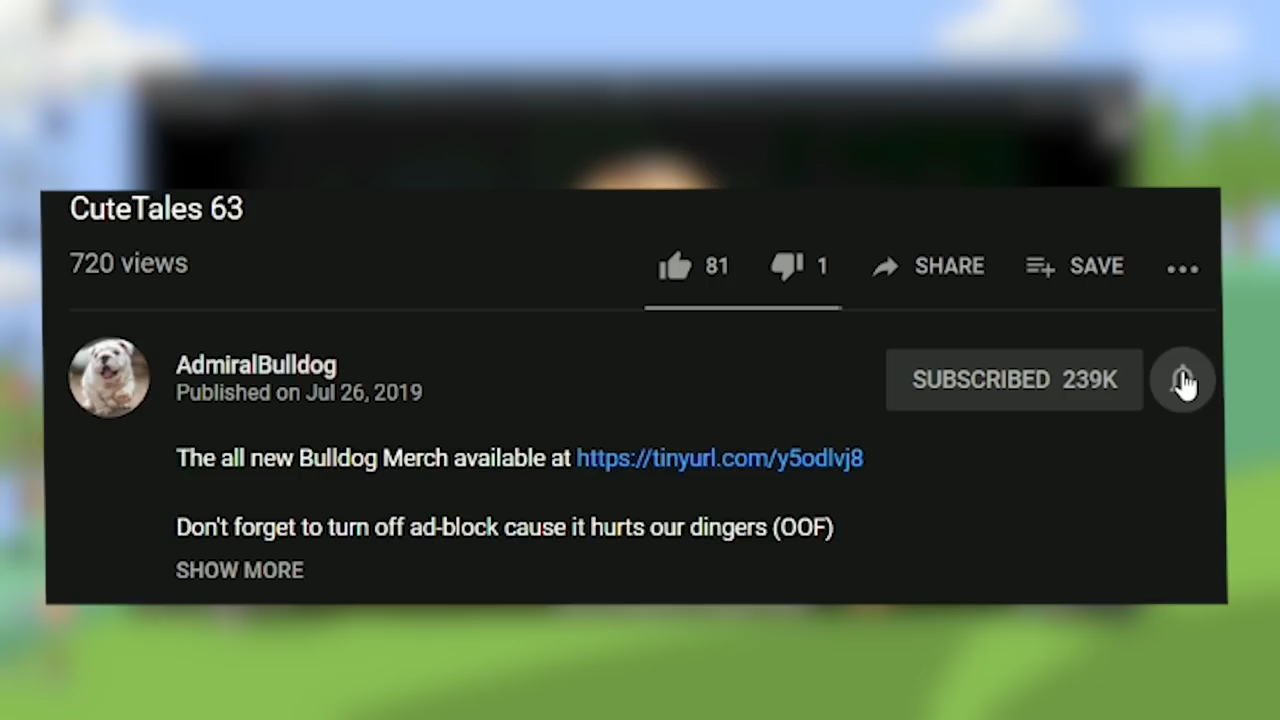 CuteTales 63
720 views
81 1 SHARE SAVE
AdmiralBulldog
Published on Jul 26, 2019
SUBSCRIBED 239K
The all new Bulldog Merch available at https://tinyurl.com/y5odlvj8
Don't forget to turn off ad-block cause it hurts our dingers (OOF)
SHOW MORE